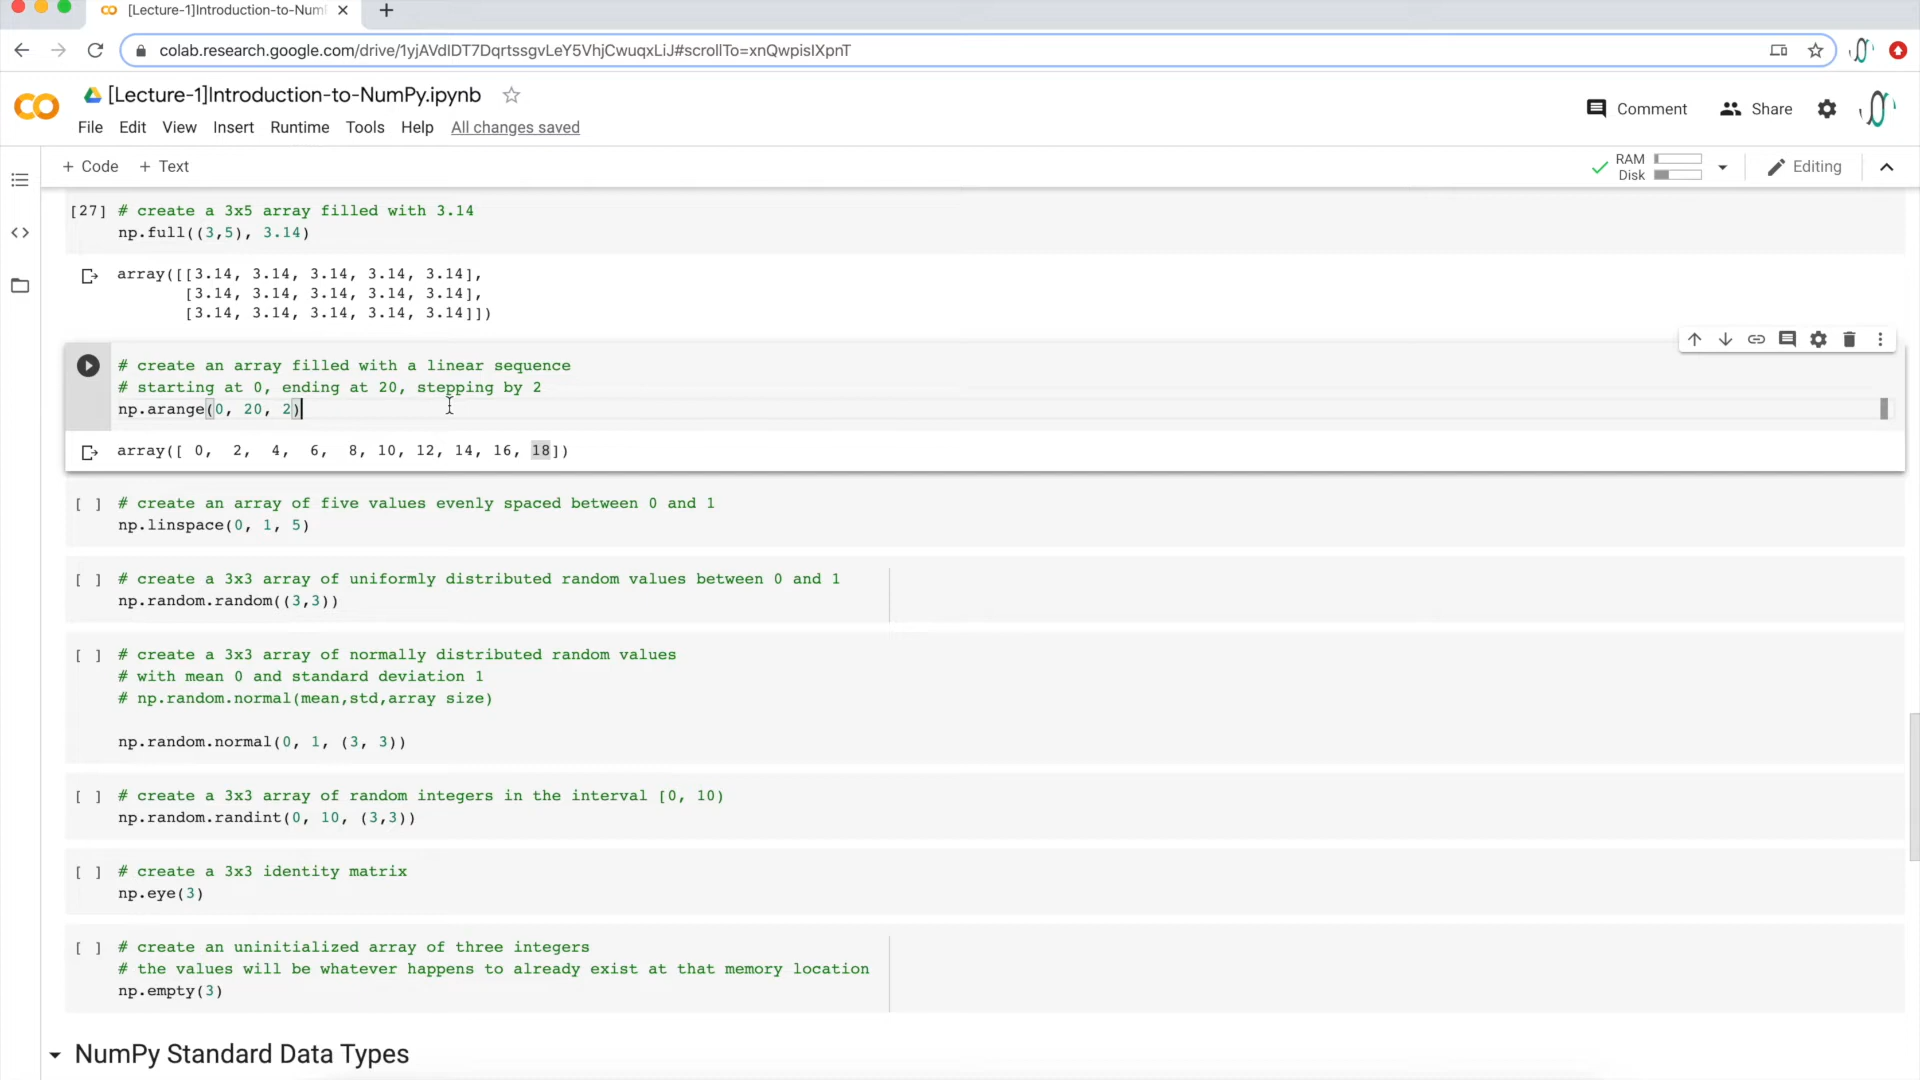 [Lecture-1]Introduction-to-NumF
colab.research.google.com/drive/1yjAVdIDT7DqrtssgvLeY5VhjCwuqxLiJ#scrollTo=xnQwpisIXpnT
[Lecture-1]Introduction-to-NumPy.ipynb
Comment Share
File Edit View Insert Runtime Tools Help All changes saved
+ Code + Text RAM Disk Editing
[27] # create a 3x5 array filled with 3.14
np.full((3,5), 3.14)
array([[3.14, 3.14, 3.14, 3.14, 3.14],
[3.14, 3.14, 3.14, 3.14, 3.14],
[3.14, 3.14, 3.14, 3.14, 3.14]])
# create an array filled with a linear sequence
# starting at 0, ending at 20, stepping by 2
np.arange(0, 20, 2)
array([ 0, 2, 4, 6, 8, 10, 12, 14, 16, 18])
[ ] # create an array of five values evenly spaced between 0 and 1
np.linspace(0, 1, 5)
[ ] # create a 3x3 array of uniformly distributed random values between 0 and 1
np.random.random((3,3))
[ ] # create a 3x3 array of normally distributed random values
# with mean 0 and standard deviation 1
# np.random.normal(mean,std,array size)
np.random.normal(0, 1, (3, 3))
[ ] # create a 3x3 array of random integers in the interval [0, 10)
np.random.randint(0, 10, (3,3))
[ ] # create a 3x3 identity matrix
np.eye(3)
[ ] # create an uninitialized array of three integers
# the values will be whatever happens to already exist at that memory location
np.empty(3)
NumPy Standard Data Types